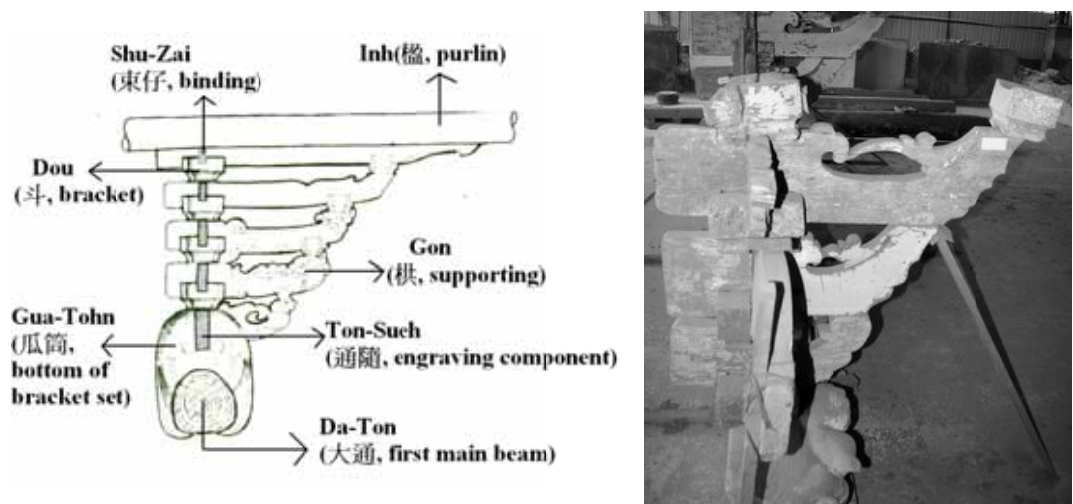 Shu-Zai
(束仔, binding)
Inh(楹, purlin)
Dou
(斗, bracket)
Gon
(栱, supporting)
Gua-Tohn
(瓜筒,
bottom of
bracket set)
Ton-Sueh
(通隨, engraving component)
Da-Ton
(大通, first main beam)